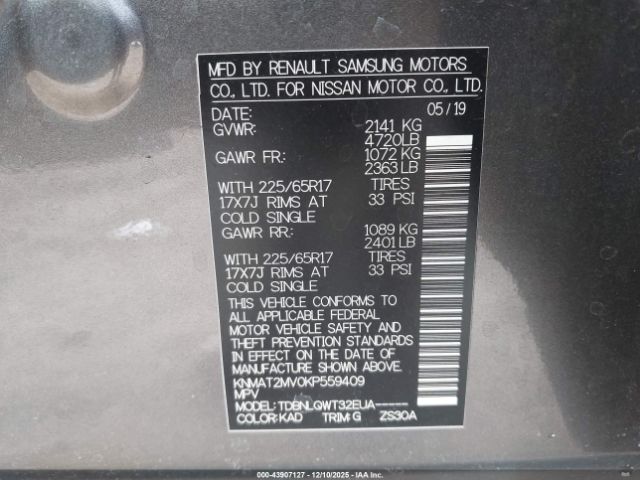 MFD BY RENAULT SAMSUNG MOTORS
CO., LTD. FOR NISSAN MOTOR CO., LTD.
DATE: 05 / 19
GVWR: 2141 KG
4720LB
GAWR FR: 1072 KG
2363 LB
WITH 225/65R17 TIRES
17X7J RIMS AT 33 PSI
COLD SINGLE
GAWR RR: 1089 KG
2401 LB
WITH 225/65R17 TIRES
17X7J RIMS AT 33 PSI
COLD SINGLE
THIS VEHICLE CONFORMS TO
ALL APPLICABLE FEDERAL
MOTOR VEHICLE SAFETY AND
THEFT PREVENTION STANDARDS
IN EFFECT ON THE DATE OF
MANUFACTURE SHOWN ABOVE.
KNMAT2MV0KP559409
MPV
MODEL: TDBNLQWT32EUA-----
COLOR: KAD TRIM: G ZS30A
000-43907127 - 12/10/2025 - IAA Inc.